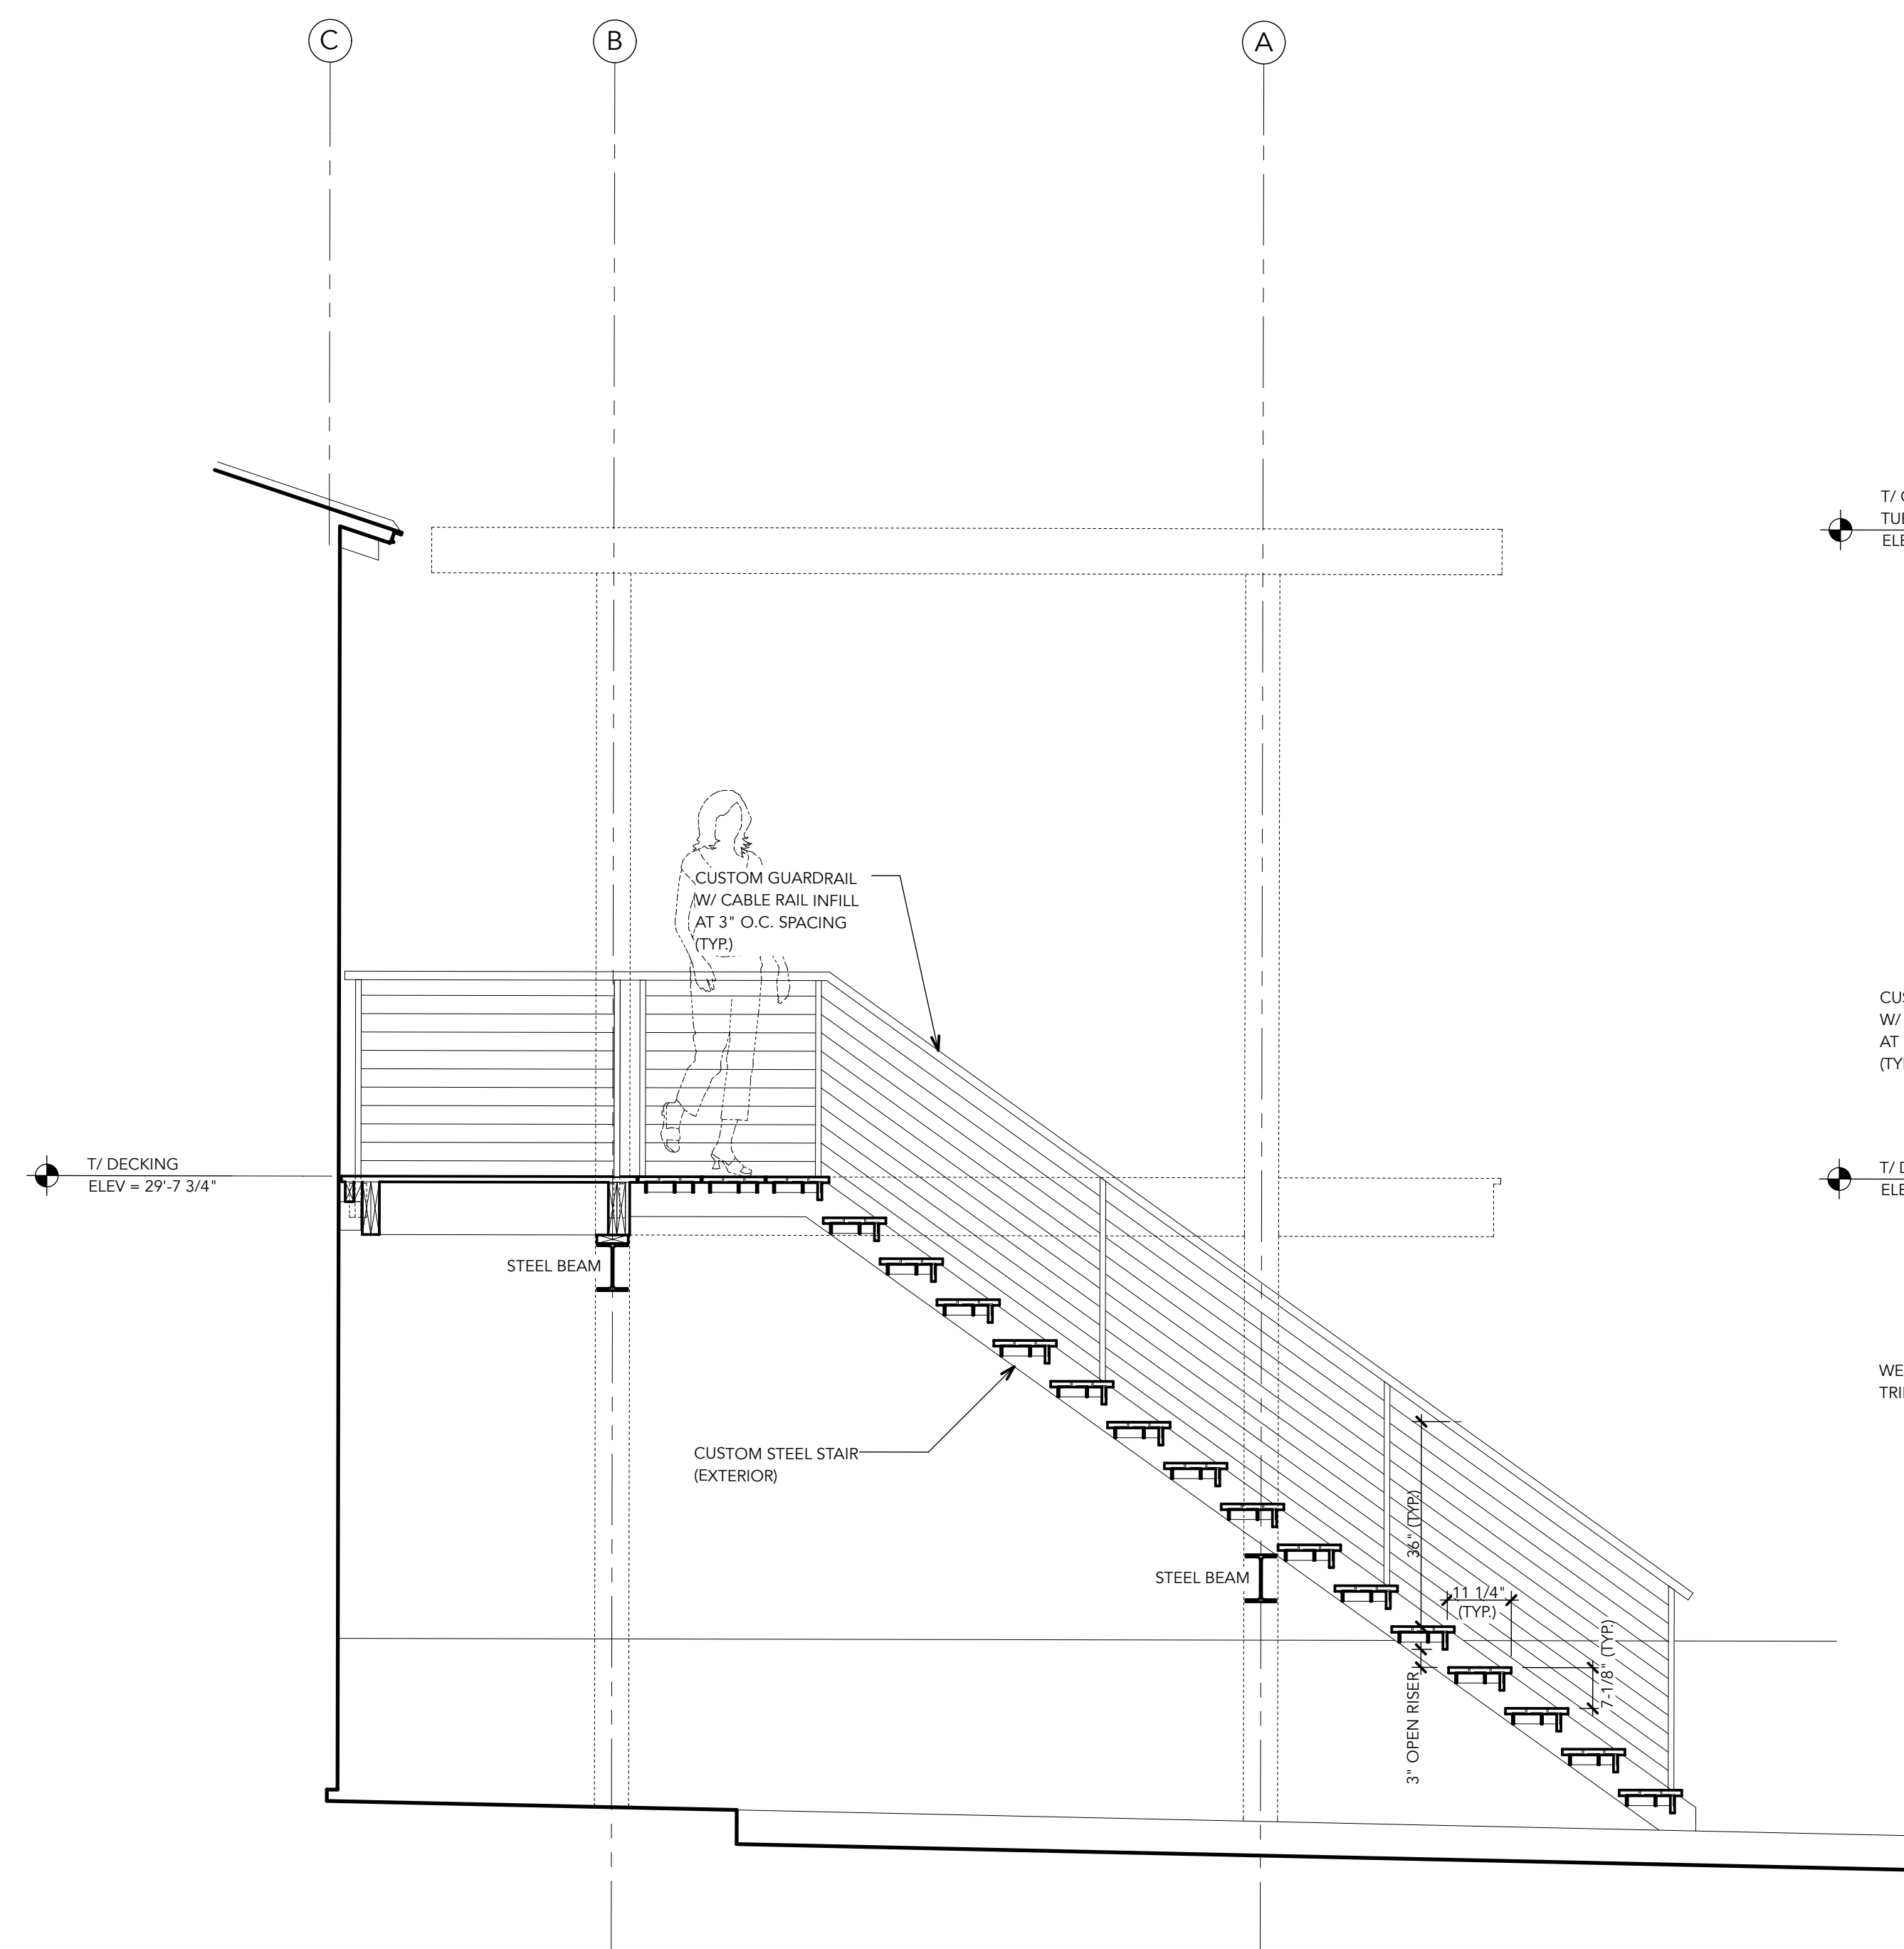 C
B
A
CUSTOM GUARDRAIL
W/ CABLE RAIL INFILL
AT 3" O.C. SPACING
(TYP.)
T/ DECKING
ELEV = 29'-7 3/4"
STEEL BEAM
CUSTOM STEEL STAIR
(EXTERIOR)
STEEL BEAM
36" (TYP.)
11 1/4"
(TYP.)
7-1/8" (TYP.)
3" OPEN RISER
T/
W/
AT
T/